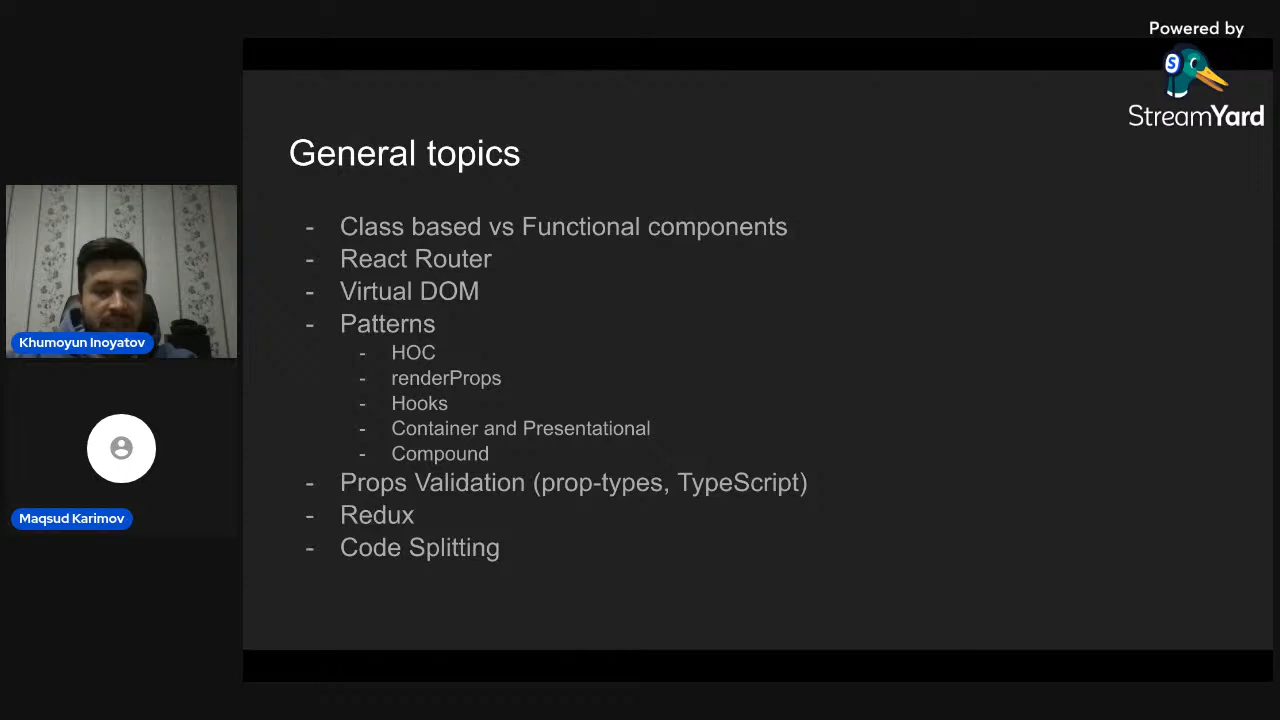 Powered by
StreamYard
General topics
- Class based vs Functional components
- React Router
- Virtual DOM
- Patterns
- HOC
- renderProps
- Hooks
- Container and Presentational
- Compound
- Props Validation (prop-types, TypeScript)
- Redux
- Code Splitting
Khumoyun Inoyatov
Maqsud Karimov